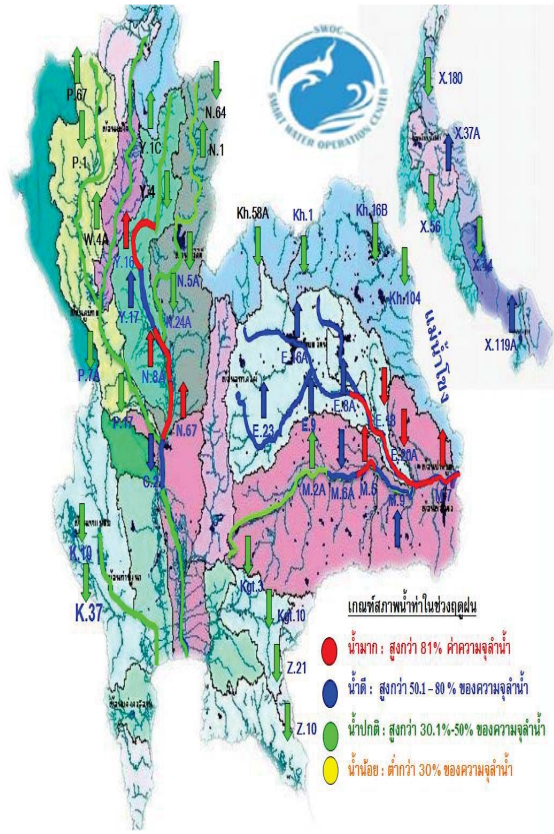 SWOC
SMART WATER OPERATION CENTER
X.180
X.37A
X.56
X.44
X.119A
P.67
N.64
Y.1C
N.1
P.1
Y.4
W.4A
Kh.58A
Kh.1
Kh.16B
Y.16
N.5A
Kh.104
Y.17
N.24A
แม่น้ำโขง
P.7A
N.8A
E.16A
E.8A
P.17
N.67
E.23
E.9
E.18
E.20A
C.2
M.2A
M.6A
M.5
M.9
M.7
K.10
K.37
Kgt.3
Kgt.10
Z.21
Z.10
เกณฑ์สภาพน้ำท่าในช่วงฤดูฝน
น้ำมาก : สูงกว่า 81% ค่าความจุลำน้ำ
น้ำดี : สูงกว่า 50.1 - 80 % ของความจุลำน้ำ
น้ำปกติ : สูงกว่า 30.1%-50% ของความจุลำน้ำ
น้ำน้อย : ต่ำกว่า 30% ของความจุลำน้ำ